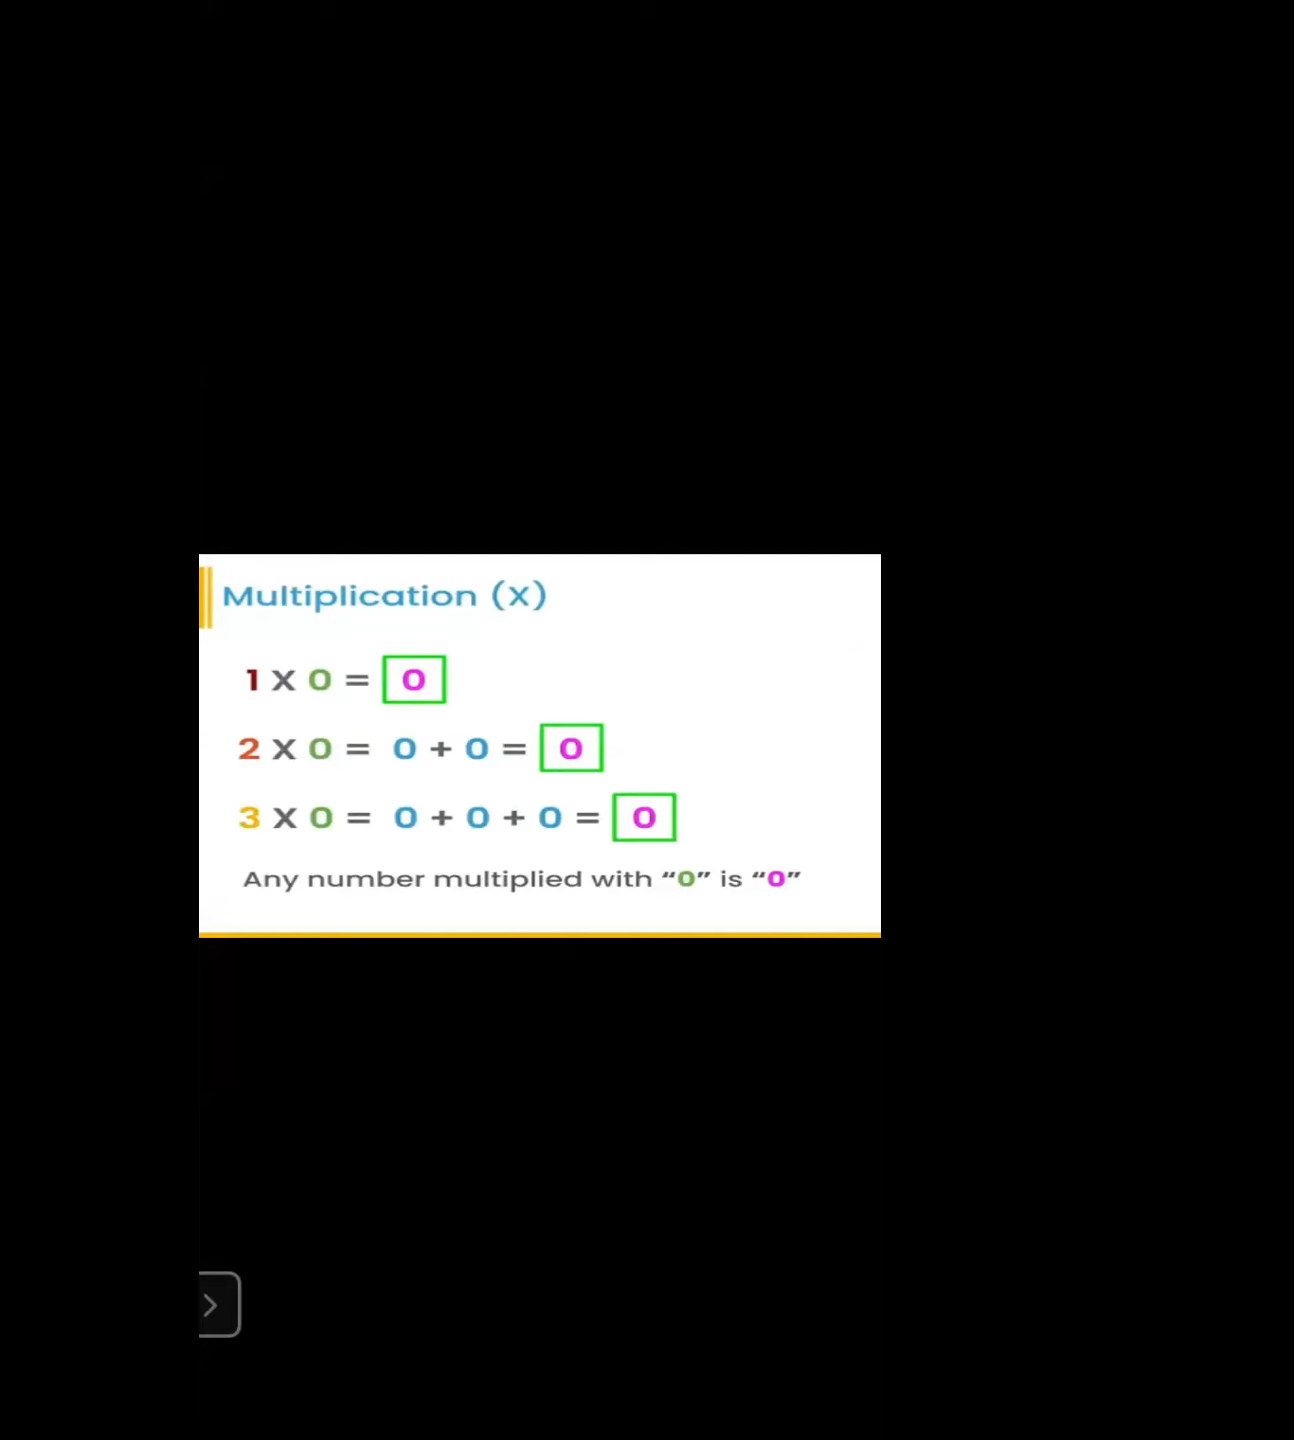 Multiplication (x)
1 x 0 = 0
2 x 0 = 0 + 0 = 0
3 x 0 = 0 + 0 + 0 = 0
Any number multiplied with “0” is “0”